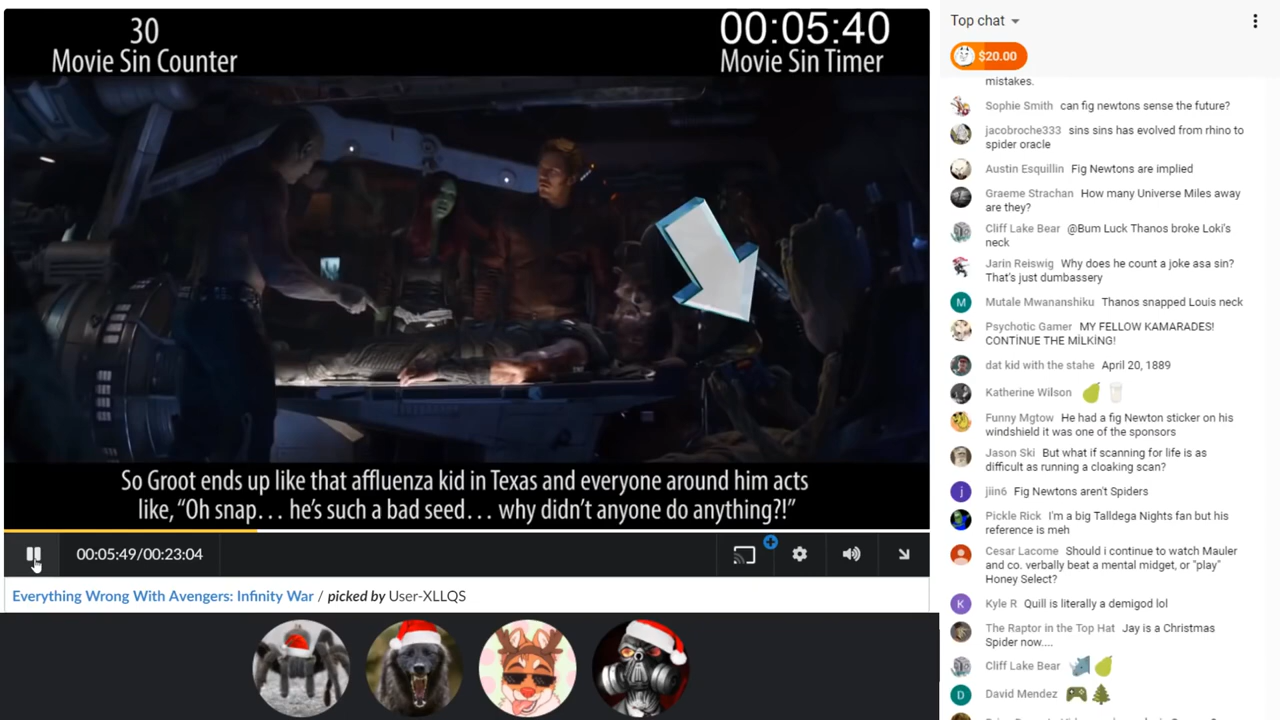 30
Movie Sin Counter
00:05:40
Movie Sin Timer
So Groot ends up like that affluenza kid in Texas and everyone around him acts
like, “Oh snap… he's such a bad seed… why didn't anyone do anything?!”
00:05:49/00:23:04
Everything Wrong With Avengers: Infinity War / picked by User-XLLQS
Top chat
$20.00
mistakes.
Sophie Smith can fig newtons sense the future?
jacobroche333 sins sins has evolved from rhino to
spider oracle
Austin Esquillin Fig Newtons are implied
Graeme Strachan How many Universe Miles away
are they?
Cliff Lake Bear @Bum Luck Thanos broke Loki's
neck
Jarin Reiswig Why does he count a joke asa sin?
That's just dumbassery
M
Mutale Mwananshiku Thanos snapped Louis neck
Psychotic Gamer MY FELLOW KAMARADES!
CONTİNUE THE MİLKİNG!
dat kid with the stahe April 20, 1889
Katherine Wilson
Funny Mgtow He had a fig Newton sticker on his
windshield it was one of the sponsors
Jason Ski But what if scanning for life is as
difficult as running a cloaking scan?
j
jiin6 Fig Newtons aren't Spiders
Pickle Rick I'm a big Talldega Nights fan but his
reference is meh
Cesar Lacome Should i continue to watch Mauler
and co. verbally beat a mental midget, or "play"
Honey Select?
K
Kyle R Quill is literally a demigod lol
The Raptor in the Top Hat Jay is a Christmas
Spider now....
Cliff Lake Bear
D
David Mendez